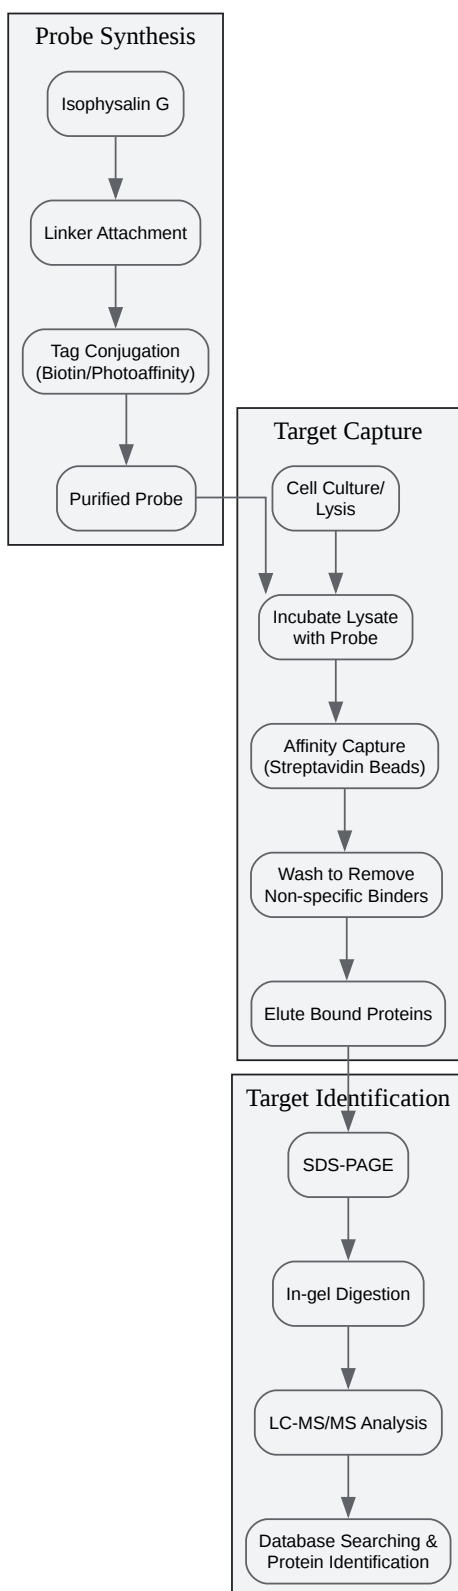 Probe Synthesis
Isophysalin G
Linker Attachment
Tag Conjugation
(Biotin/Photoaffinity)
Purified Probe
Target Capture
Cell Culture/
Lysis
Incubate Lysate
with Probe
Affinity Capture
(Streptavidin Beads)
Wash to Remove
Non-specific Binders
Elute Bound Proteins
Target Identification
SDS-PAGE
In-gel Digestion
LC-MS/MS Analysis
Database Searching &
Protein Identification